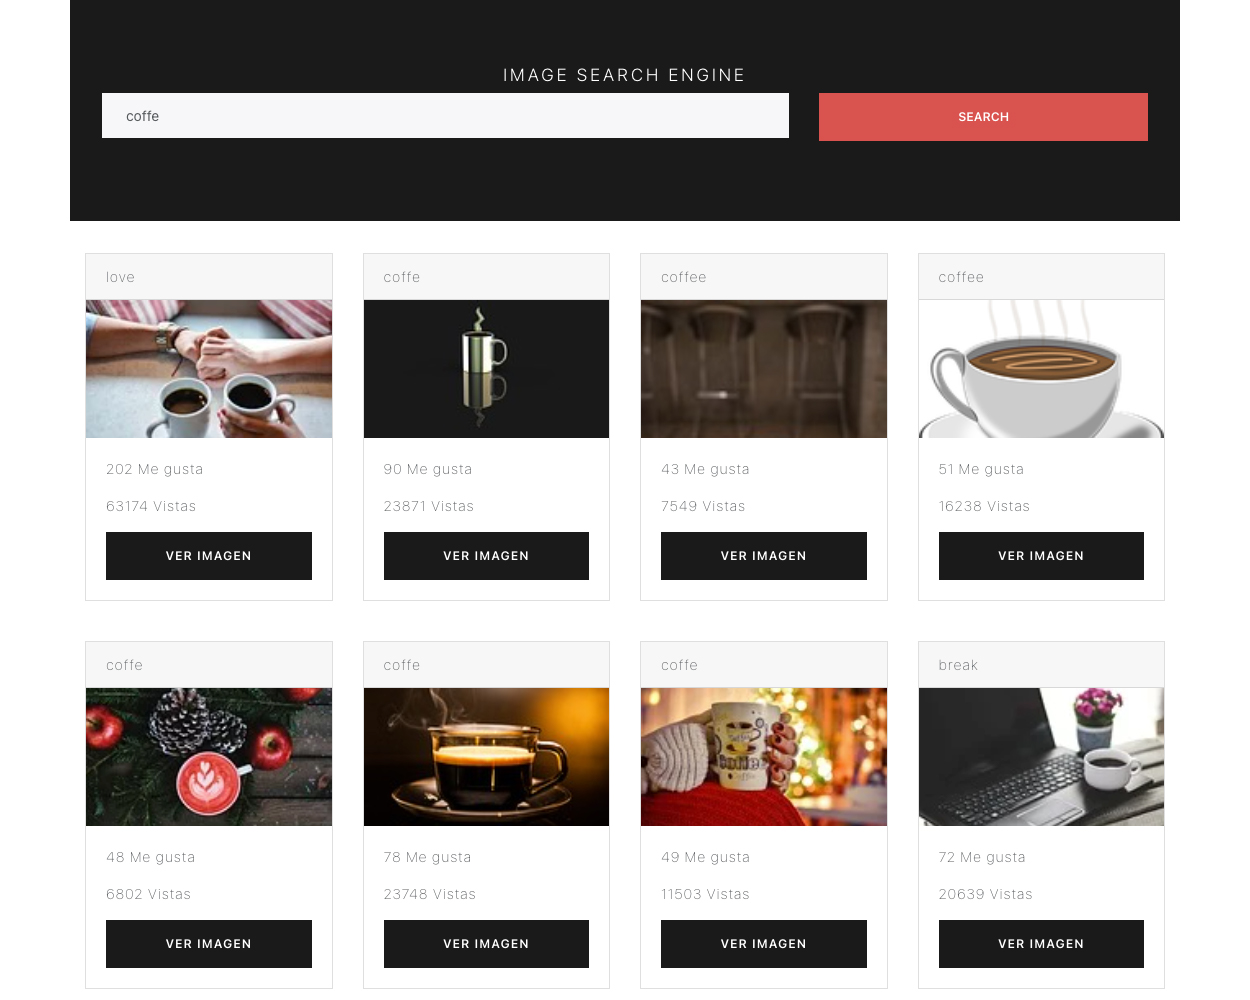 IMAGE SEARCH ENGINE
coffe
SEARCH
love
202 Me gusta
63174 Vistas
VER IMAGEN
coffe
90 Me gusta
23871 Vistas
VER IMAGEN
coffee
43 Me gusta
7549 Vistas
VER IMAGEN
coffee
51 Me gusta
16238 Vistas
VER IMAGEN
coffe
48 Me gusta
6802 Vistas
VER IMAGEN
coffe
78 Me gusta
23748 Vistas
VER IMAGEN
coffe
Coffee
49 Me gusta
11503 Vistas
VER IMAGEN
break
72 Me gusta
20639 Vistas
VER IMAGEN